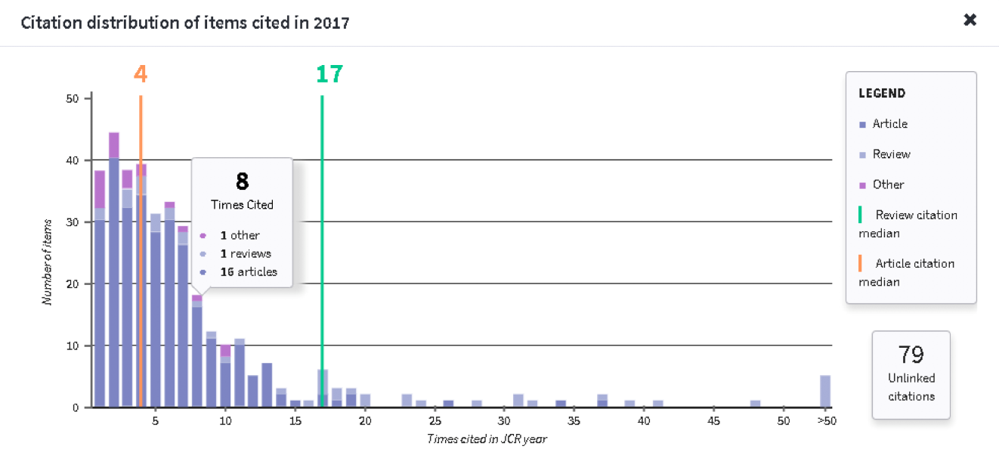 Citation distribution of items cited in 2017
✖
4
17
50
40
30
20
10
0
Number of items
8
Times Cited
1 other
1 reviews
16 articles
5
10
15
20
25
30
35
40
45
50
>50
Times cited in JCR year
LEGEND
Article
Review
Other
Review citation
median
Article citation
median
79
Unlinked
citations